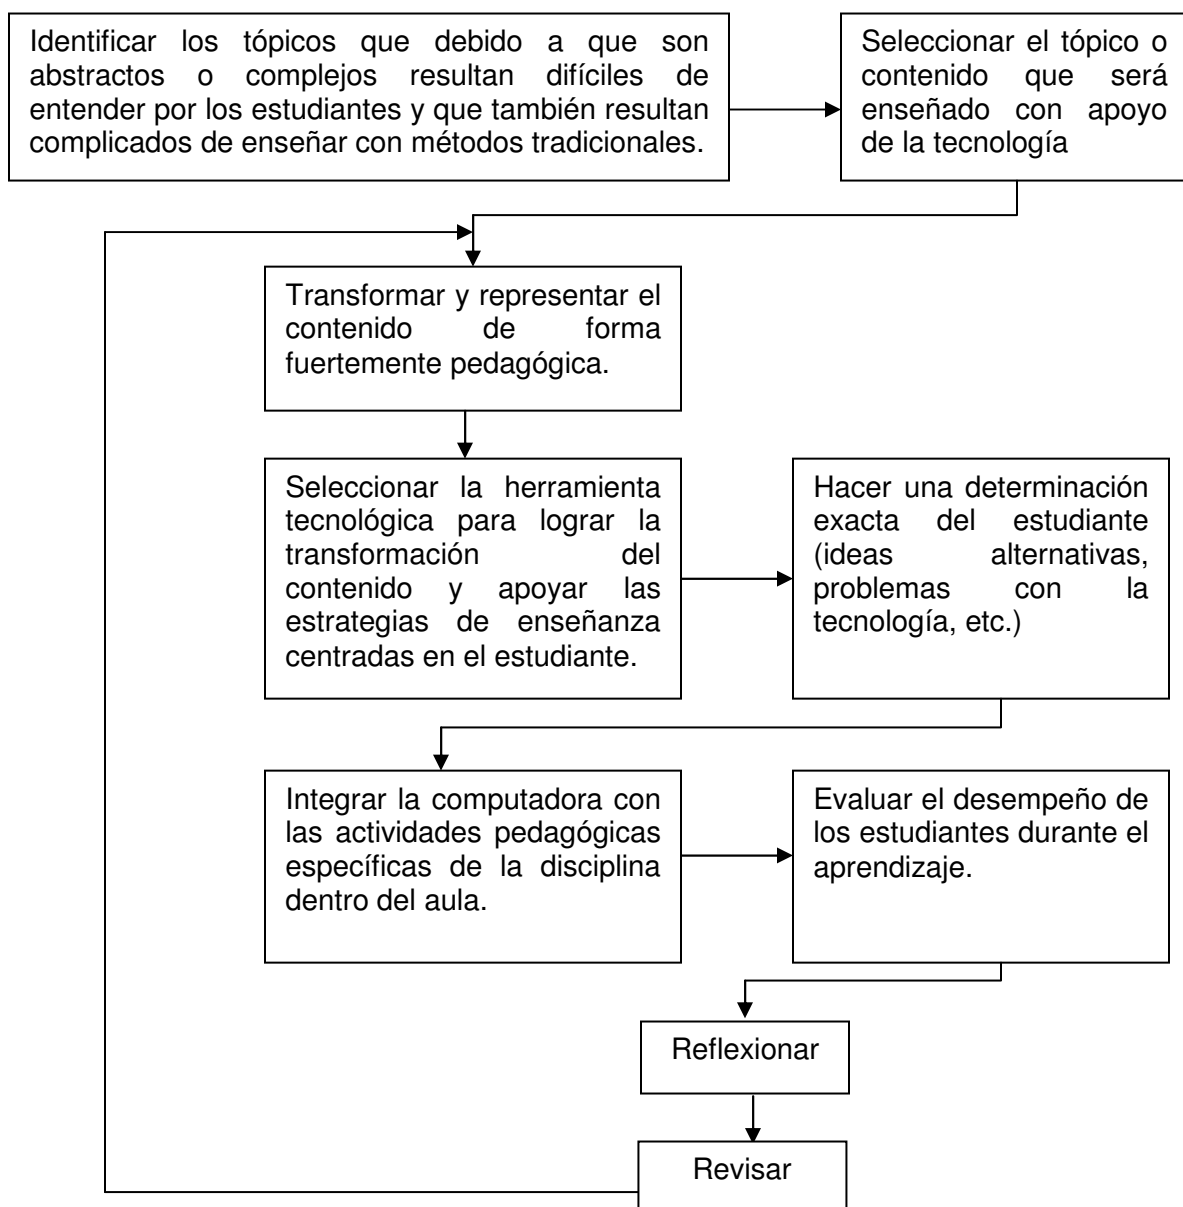 Identificar los tópicos que debido a que son
abstractos o complejos resultan difíciles de
entender por los estudiantes y que también resultan
complicados de enseñar con métodos tradicionales.
Seleccionar el tópico o
contenido que será
enseñado con apoyo
de la tecnología
Transformar y representar el
contenido de forma
fuertemente pedagógica.
Seleccionar la herramienta
tecnológica para lograr la
transformación del
contenido y apoyar las
estrategias de enseñanza
centradas en el estudiante.
Hacer una determinación
exacta del estudiante
(ideas alternativas,
problemas con la
tecnología, etc.)
Integrar la computadora con
las actividades pedagógicas
específicas de la disciplina
dentro del aula.
Evaluar el desempeño de
los estudiantes durante el
aprendizaje.
Reflexionar
Revisar